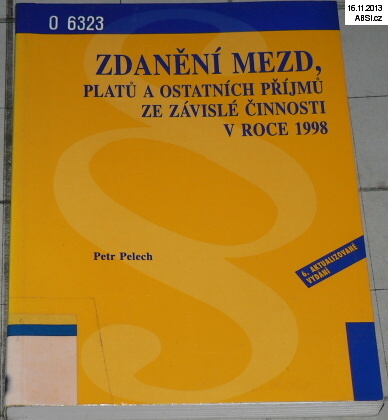 16.11.2013
ABSI.cz
O 6323
ZDANĚNÍ MEZD,
PLATŮ A OSTATNÍCH PŘÍJMŮ
ZE ZÁVISLÉ ČINNOSTI
V ROCE 1998
Petr Pelech
6. AKTUALIZOVANÉ
VYDÁNÍ